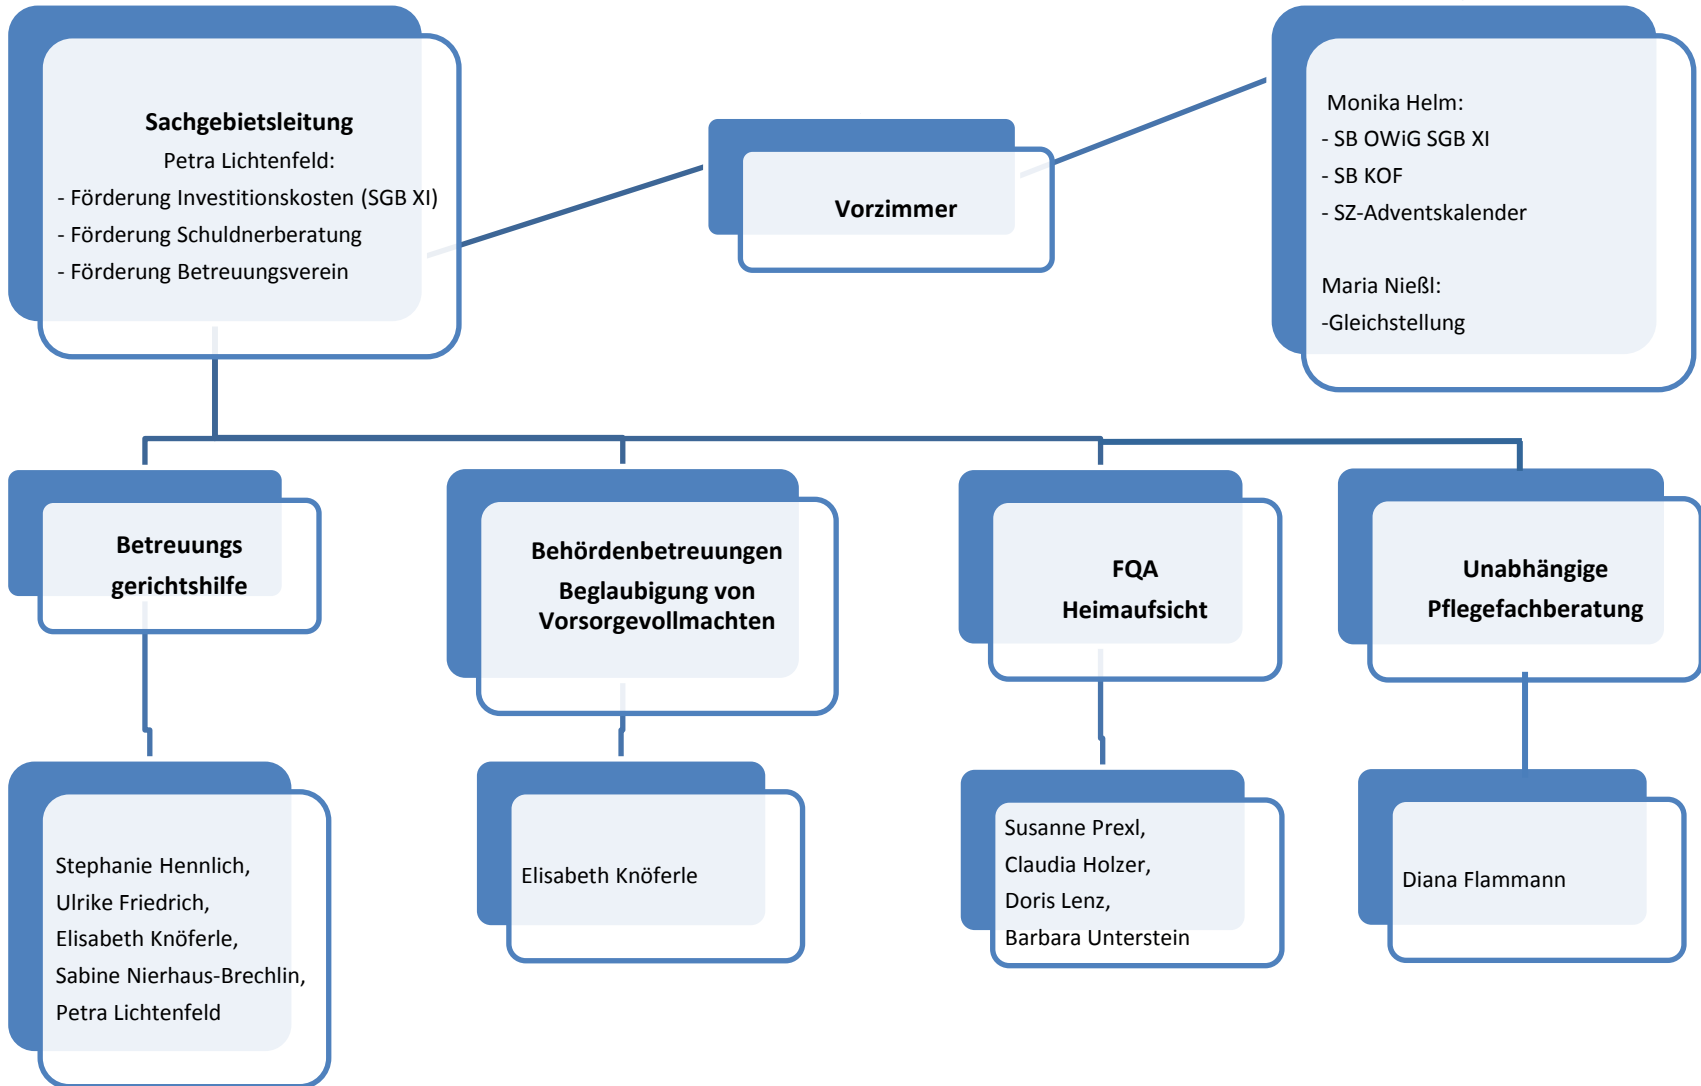 Sachgebietsleitung
Petra Lichtenfeld:
- Förderung Investitionskosten (SGB XI)
- Förderung Schuldnerberatung
- Förderung Betreuungsverein
Vorzimmer
Monika Helm:
- SB OWiG SGB XI
- SB KOF
- SZ-Adventskalender
Maria Nießl:
-Gleichstellung
Betreuungs
gerichtshilfe
Behördenbetreuungen
Beglaubigung von
Vorsorgevollmachten
FQA
Heimaufsicht
Unabhängige
Pflegefachberatung
Stephanie Hennlich,
Ulrike Friedrich,
Elisabeth Knöferle,
Sabine Nierhaus-Brechlin,
Petra Lichtenfeld
Elisabeth Knöferle
Susanne Prexl,
Claudia Holzer,
Doris Lenz,
Barbara Unterstein
Diana Flammann